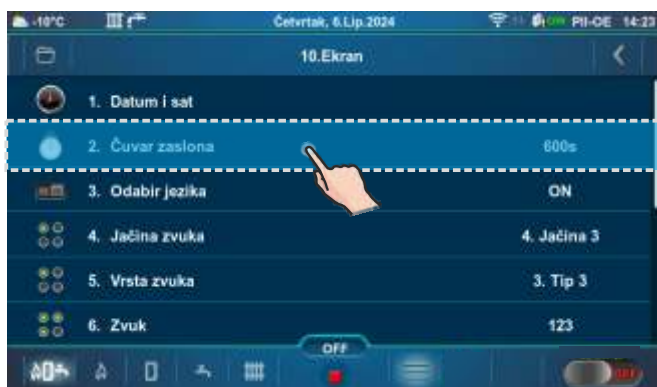 -10°C Četvrtak, 6.Lip.2024 PII-OE 14:23
10.Ekran
1. Datum i sat
2. Čuvar zaslona 600s
3. Odabir jezika ON
4. Jačina zvuka 4. Jačina 3
5. Vrsta zvuka 3. Tip 3
6. Zvuk 123
OFF
OFF